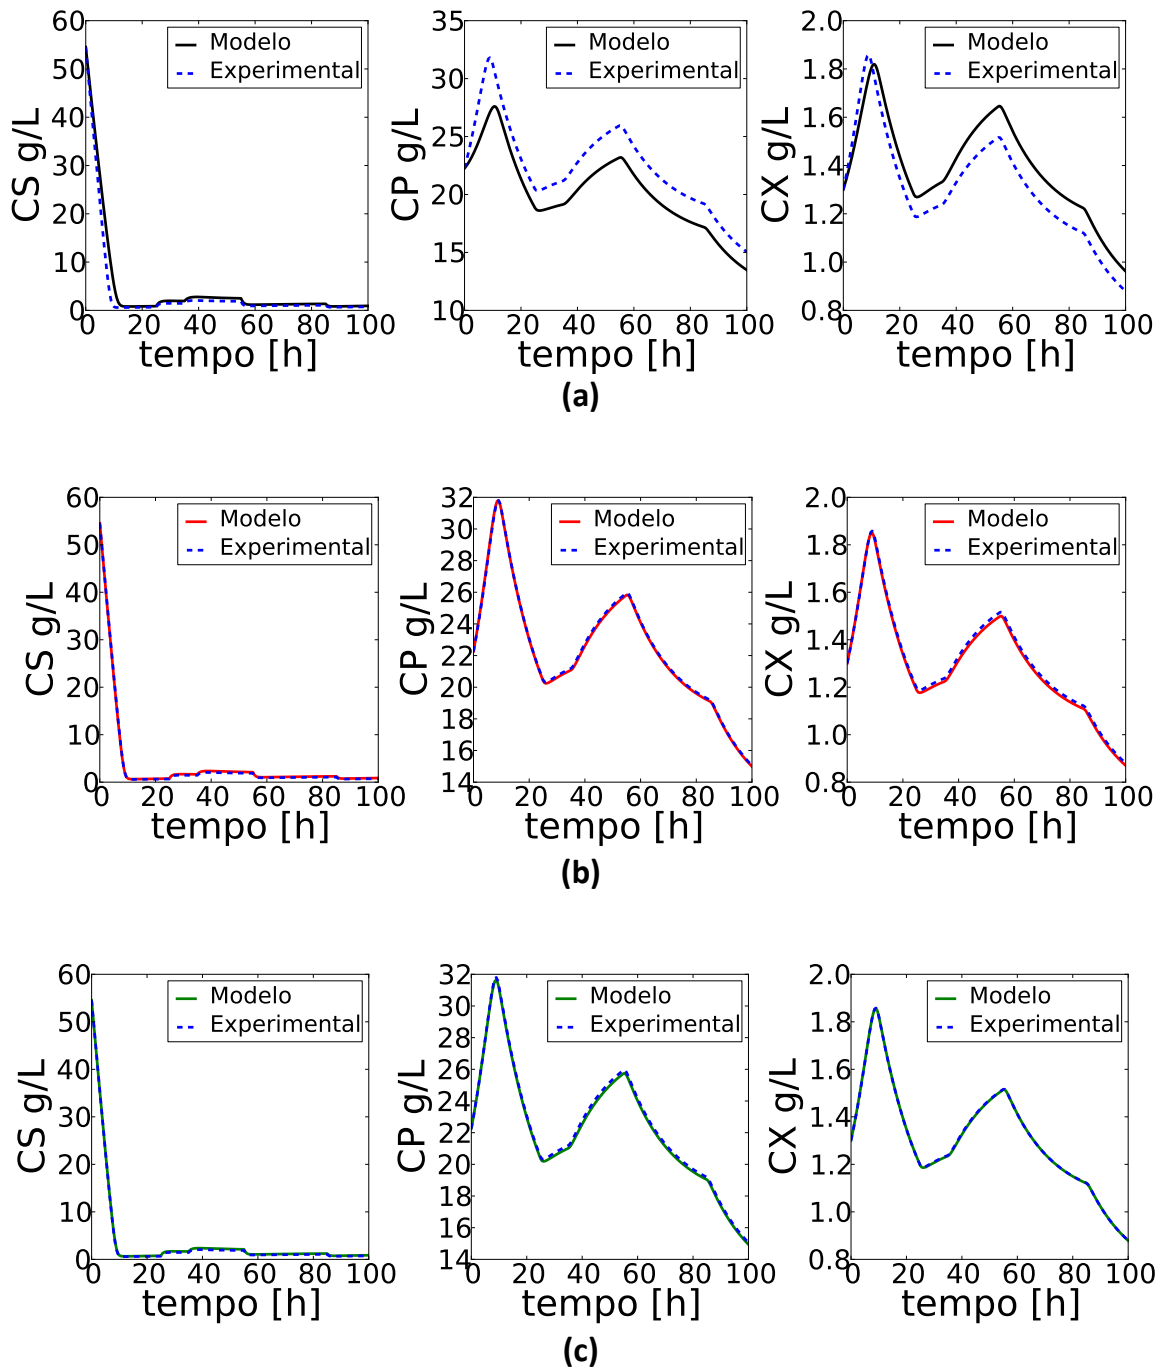 CS g/L
60
50
40
30
20
10
0
0 20 40 60 80 100
tempo [h]
Modelo
Experimental
CP g/L
35
30
25
20
15
10
0 20 40 60 80 100
tempo [h]
Modelo
Experimental
CX g/L
2.0
1.8
1.6
1.4
1.2
1.0
0.8
0 20 40 60 80 100
tempo [h]
Modelo
Experimental
(a)
CS g/L
60
50
40
30
20
10
0
0 20 40 60 80 100
tempo [h]
Modelo
Experimental
CP g/L
32
30
28
26
24
22
20
18
16
14
0 20 40 60 80 100
tempo [h]
Modelo
Experimental
CX g/L
2.0
1.8
1.6
1.4
1.2
1.0
0.8
0 20 40 60 80 100
tempo [h]
Modelo
Experimental
(b)
CS g/L
60
50
40
30
20
10
0
0 20 40 60 80 100
tempo [h]
Modelo
Experimental
CP g/L
32
30
28
26
24
22
20
18
16
14
0 20 40 60 80 100
tempo [h]
Modelo
Experimental
CX g/L
2.0
1.8
1.6
1.4
1.2
1.0
0.8
0 20 40 60 80 100
tempo [h]
Modelo
Experimental
(c)